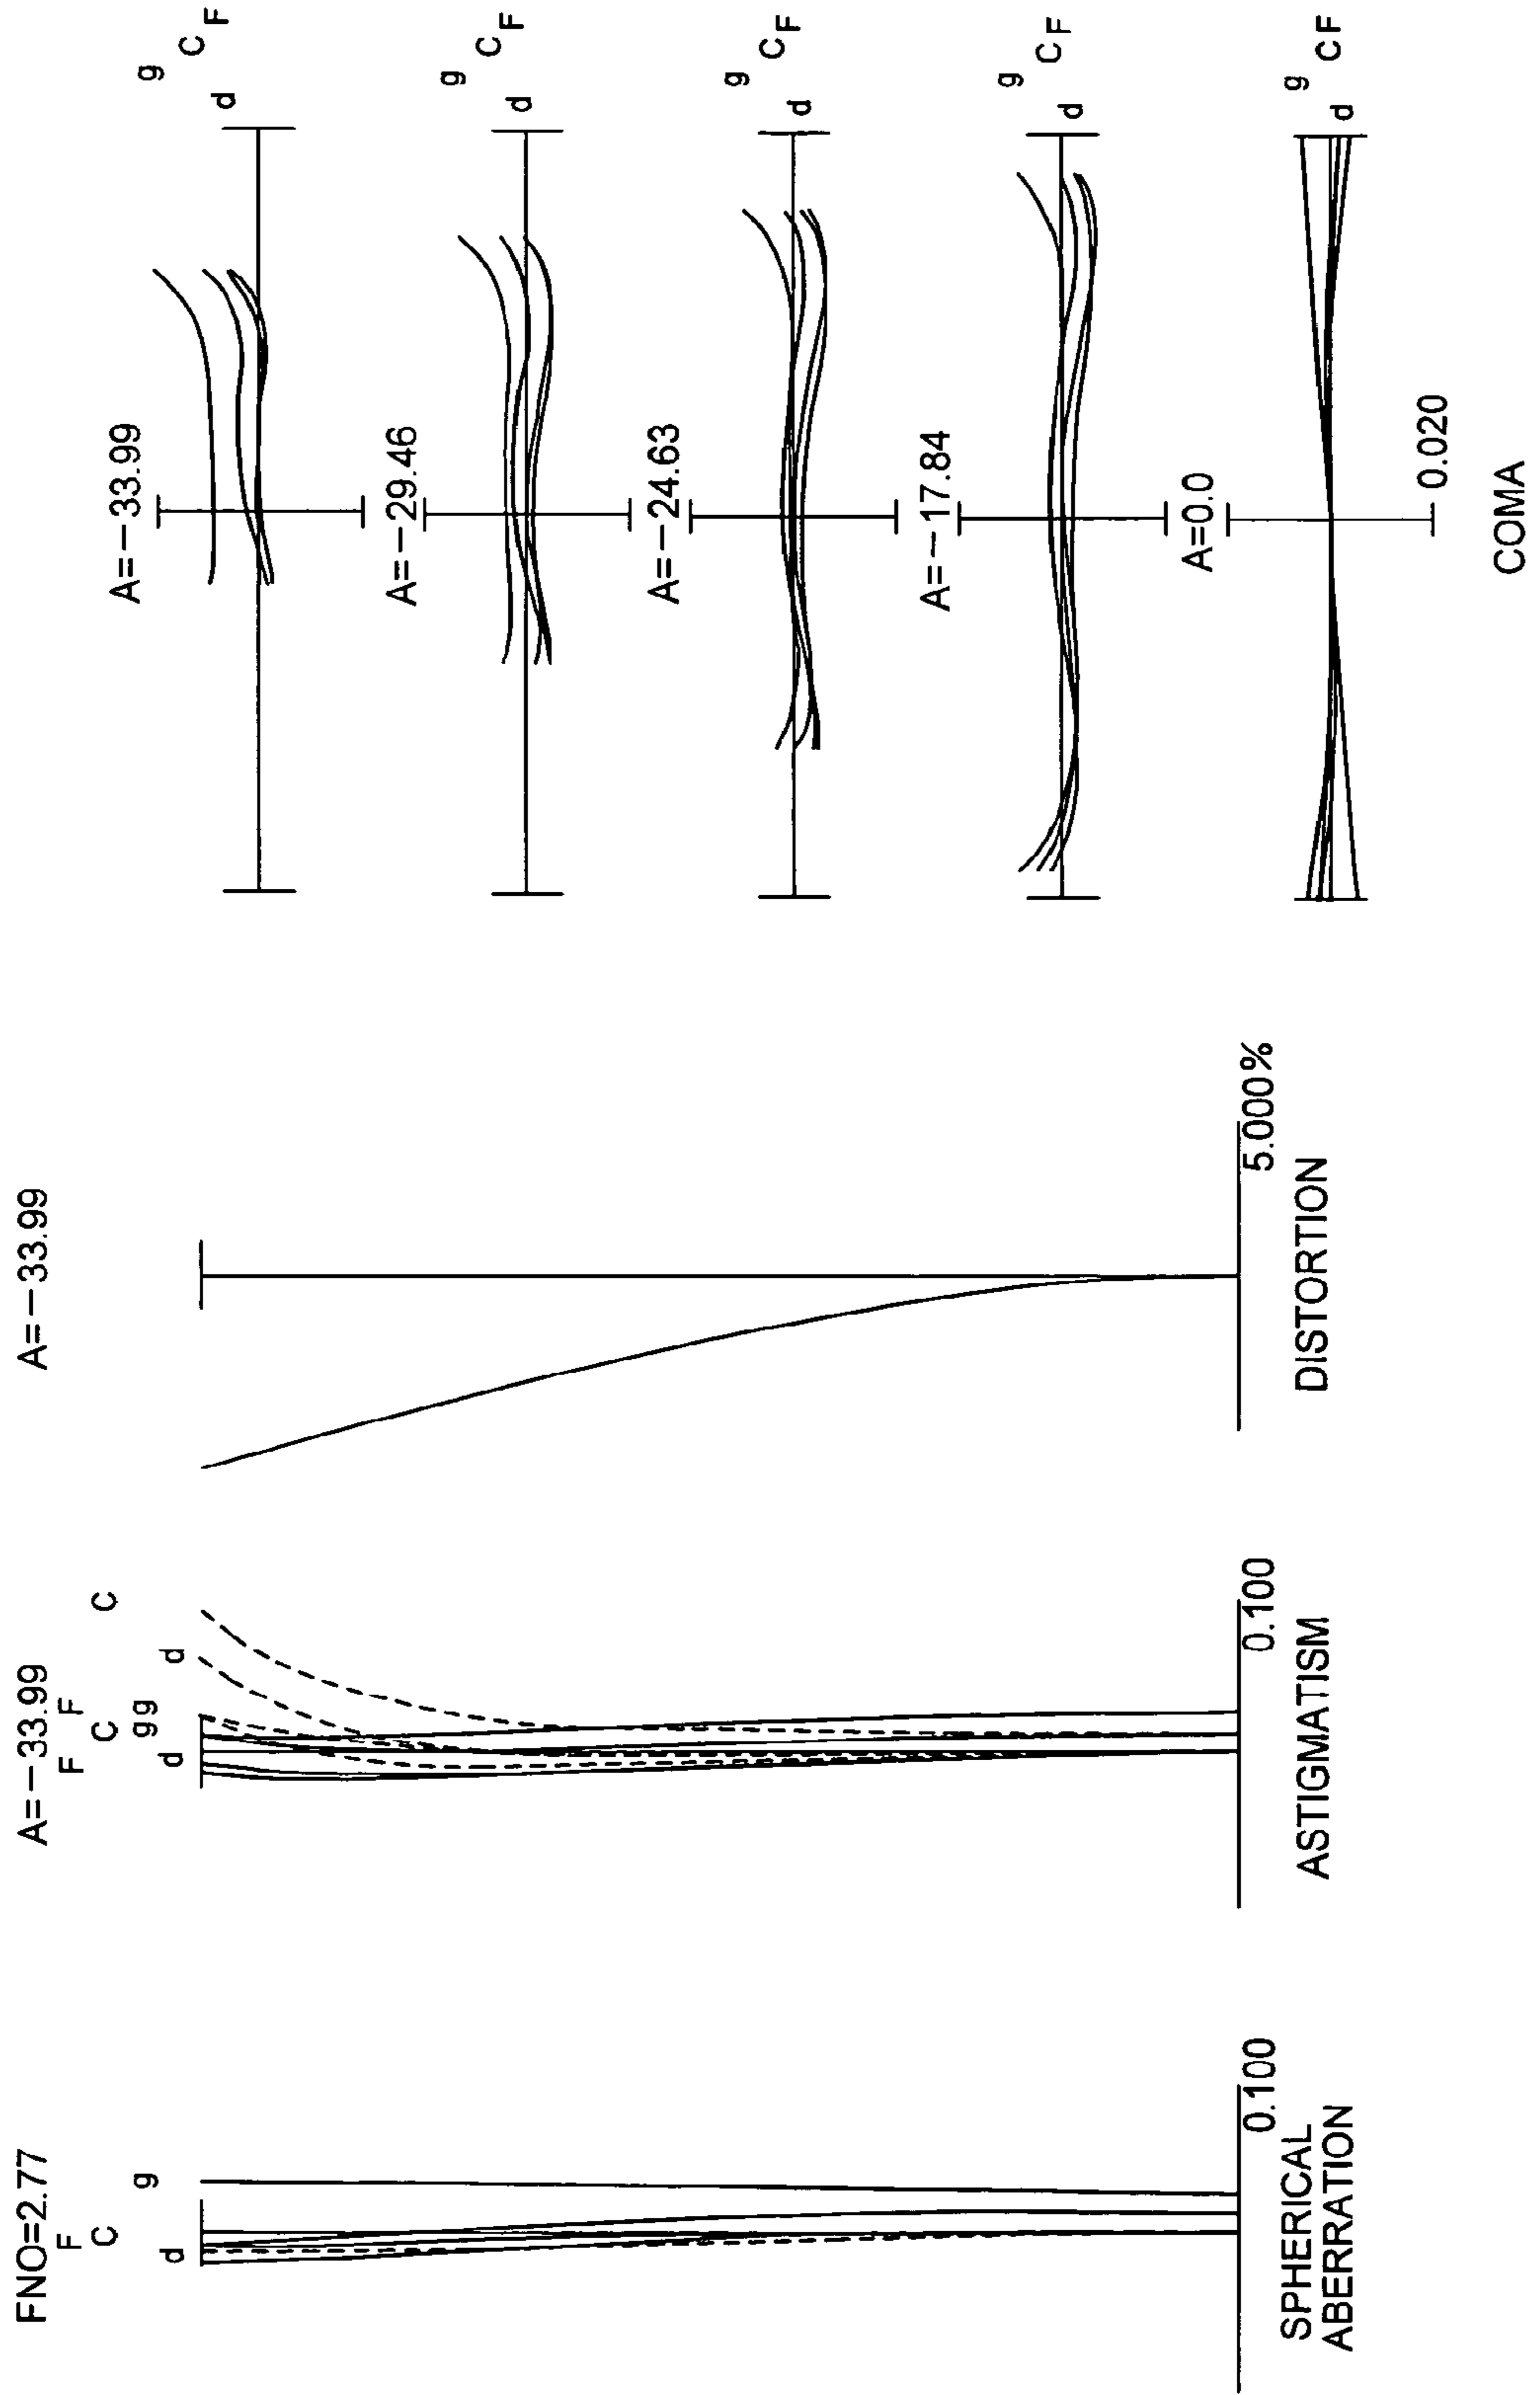 FNO=2.77
F
C
d
g
0.100
SPHERICAL
ABERRATION
A=−33.99
F
F
C
g g
d
d
C
0.100
ASTIGMATISM
A=−33.99
5.000%
DISTORTION
A=−33.99
g
C F
d
A=−29.46
g
C F
d
A=−24.63
g
C F
d
A=−17.84
g
C F
d
A=0.0
g
C F
d
0.020
COMA